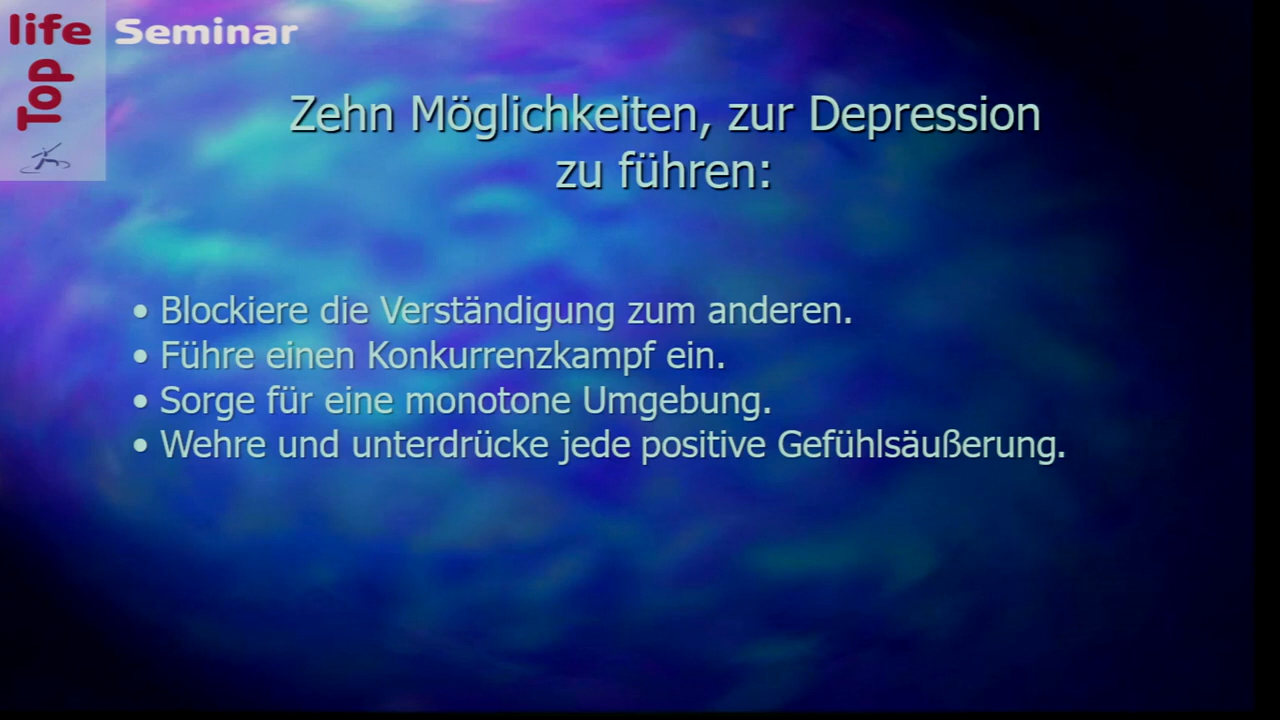 life Seminar
Top
Zehn Möglichkeiten, zur Depression
zu führen:
• Blockiere die Verständigung zum anderen.
• Führe einen Konkurrenzkampf ein.
• Sorge für eine monotone Umgebung.
• Wehre und unterdrücke jede positive Gefühlsäußerung.